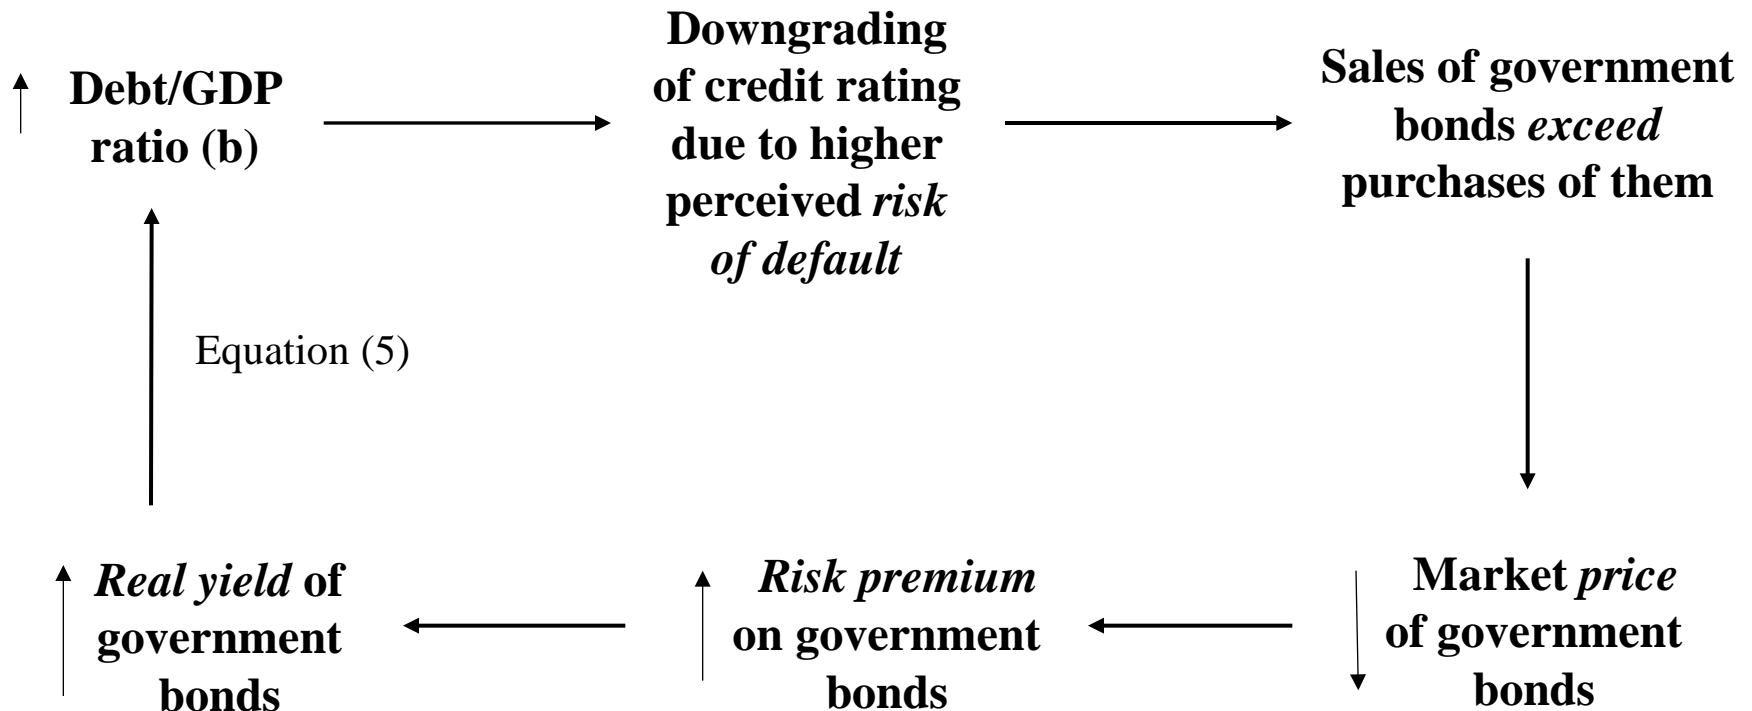 Debt/GDP
ratio (b)
Downgrading
of credit rating
due to higher
perceived risk
of default
Sales of government
bonds exceed
purchases of them
Equation (5)
Real yield of
government
bonds
Risk premium
on government
bonds
Market price
of government
bonds